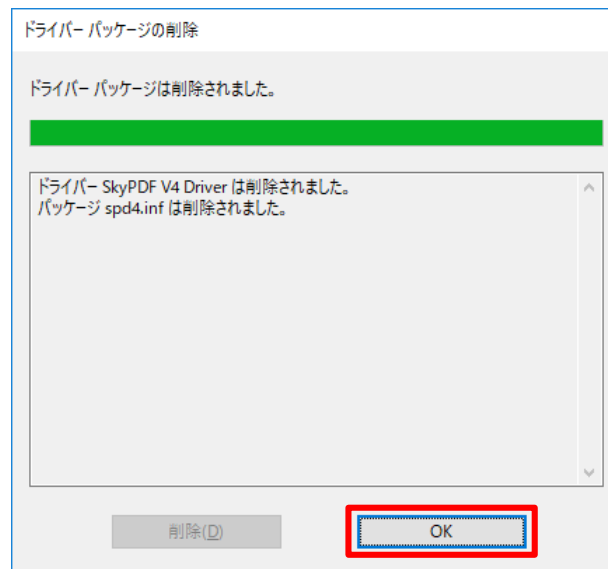 ドライバー パッケージの削除
ドライバー パッケージは削除されました。
ドライバー SkyPDF V4 Driver は削除されました。
パッケージ spd4.inf は削除されました。
削除(D)
OK